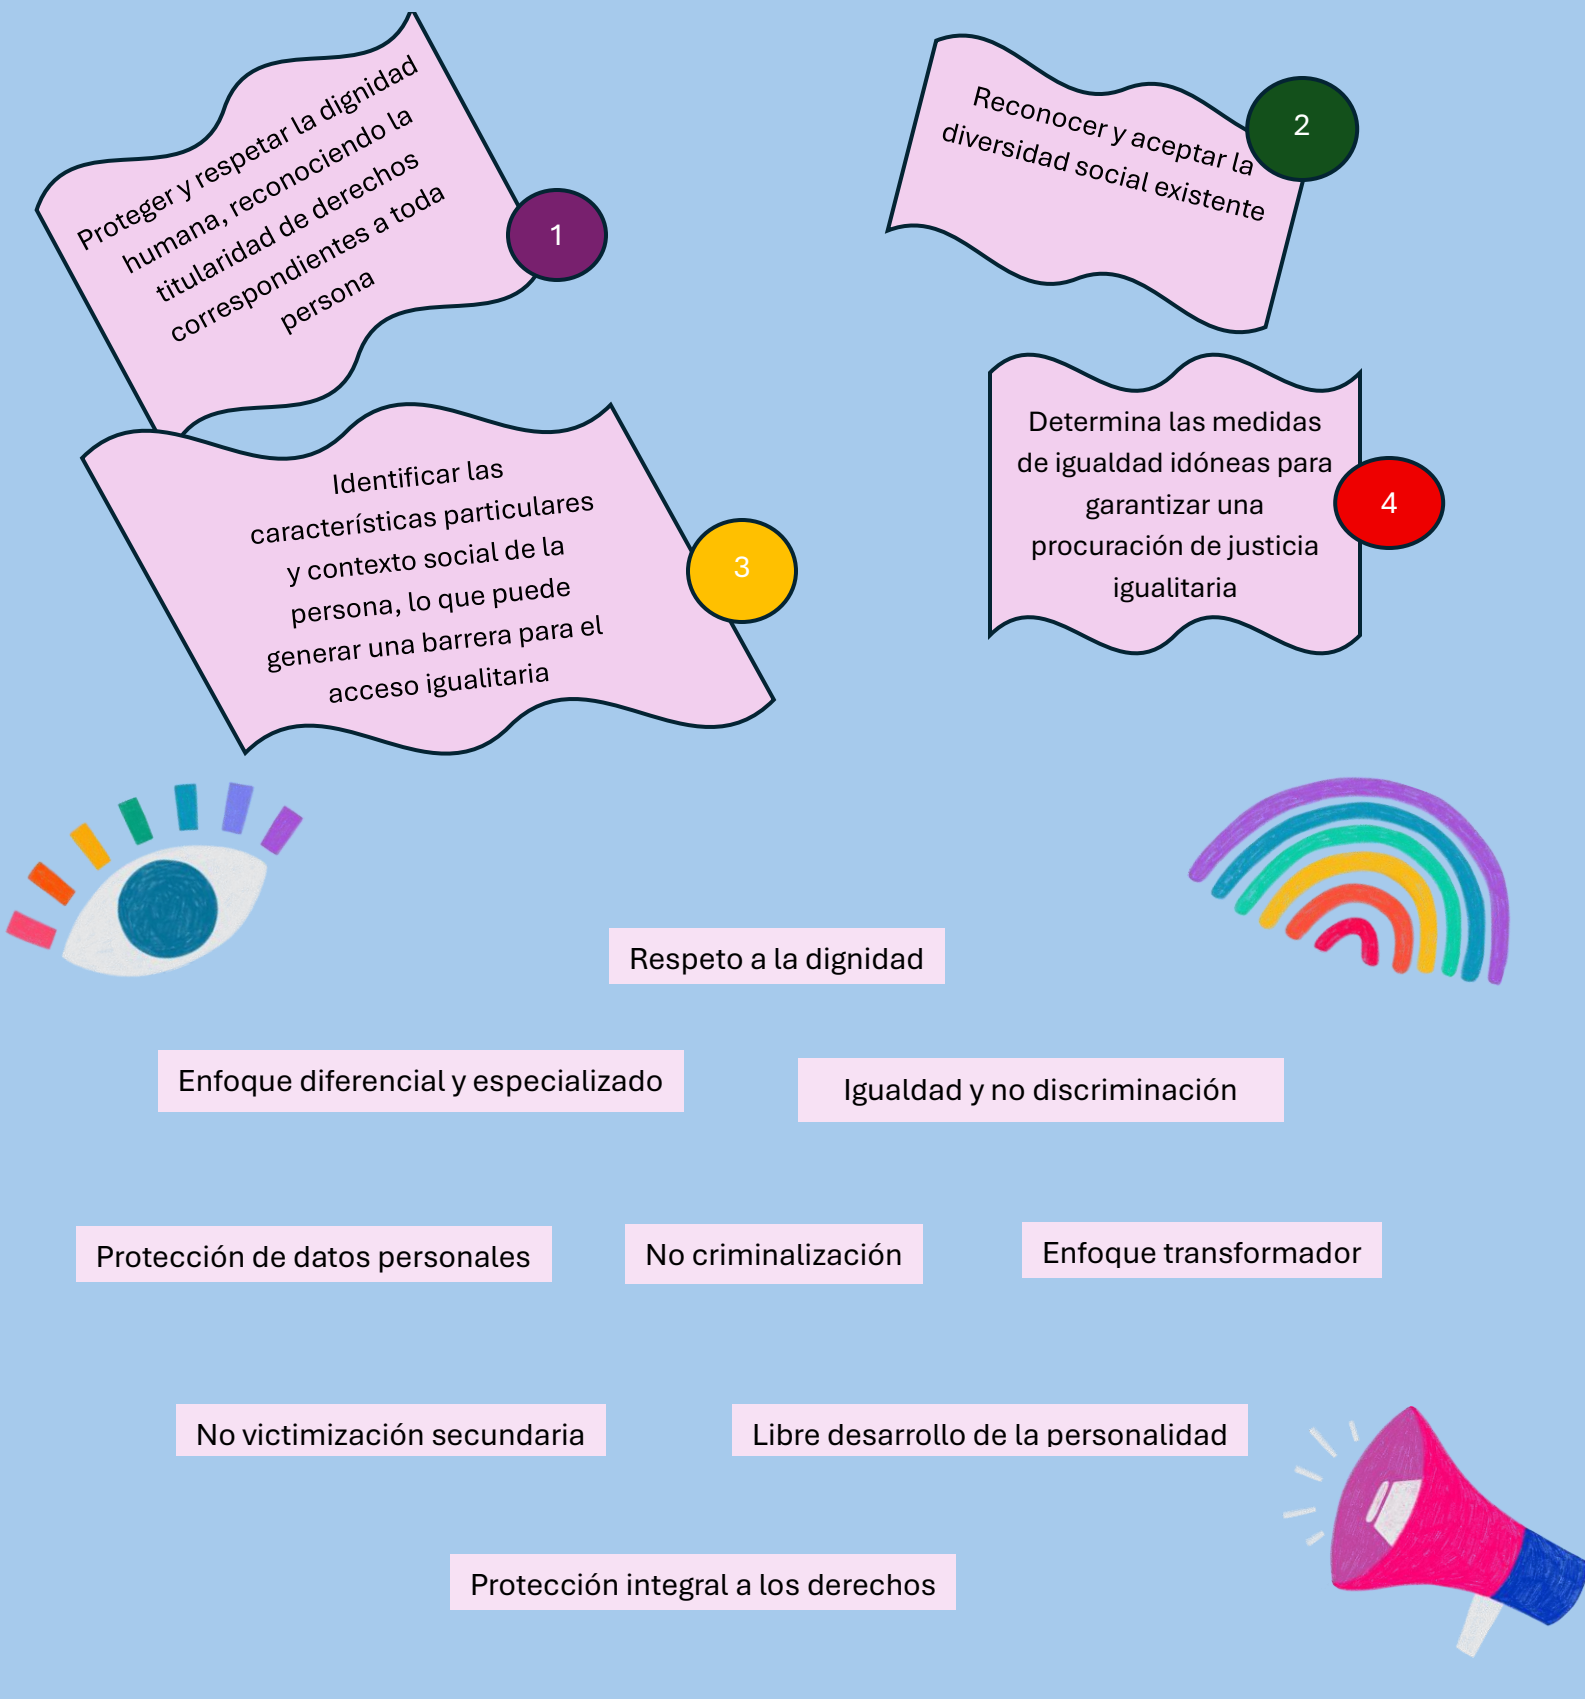 Proteger y respetar la dignidad
humana, reconociendo la
titularidad de derechos
correspondientes a toda
persona
1
Reconocer y aceptar la
diversidad social existente
2
Identificar las
características particulares
y contexto social de la
persona, lo que puede
generar una barrera para el
acceso igualitaria
3
Determina las medidas
de igualdad idóneas para
garantizar una
procuración de justicia
igualitaria
4
Respeto a la dignidad
Enfoque diferencial y especializado
Igualdad y no discriminación
Protección de datos personales
No criminalización
Enfoque transformador
No victimización secundaria
Libre desarrollo de la personalidad
Protección integral a los derechos